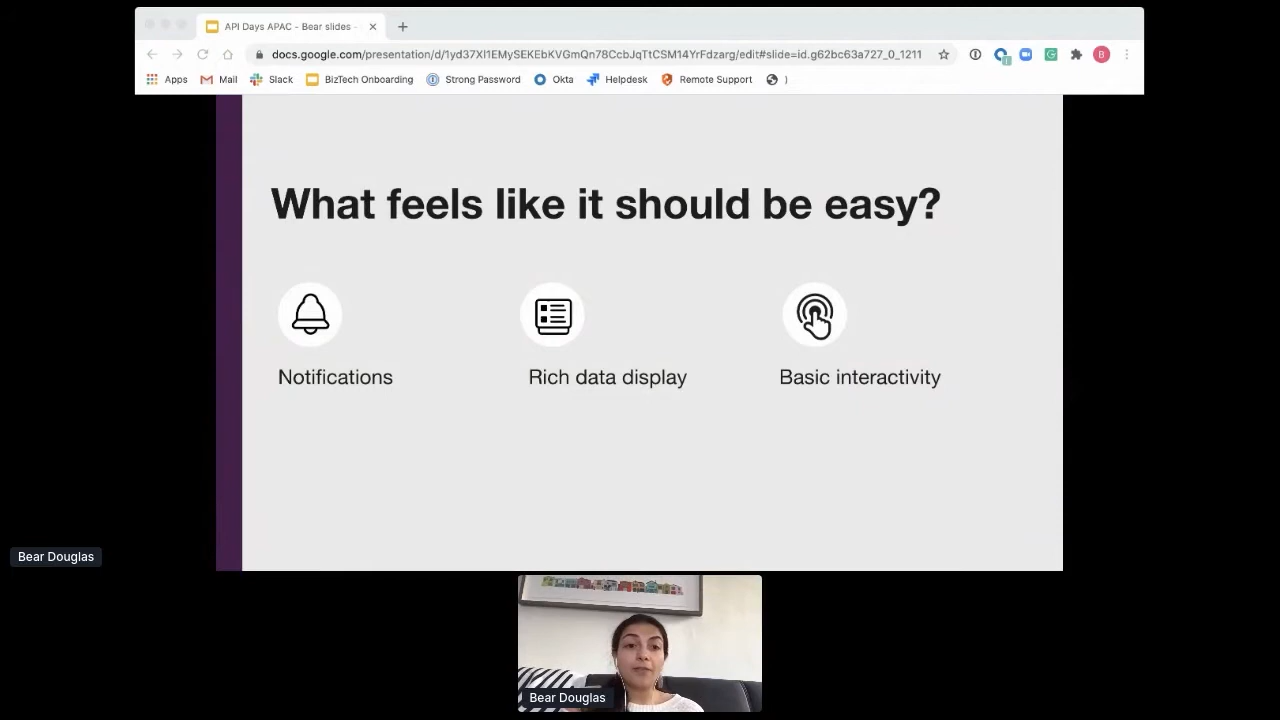 API Days APAC - Bear slides -
docs.google.com/presentation/d/1yd37Xl1EMySEKEbKVGmQn78CcbJqTtCSM14YrFdzarg/edit#slide=id.g62bc63a727_0_1211
B
Apps Mail Slack BizTech Onboarding Strong Password Okta Helpdesk Remote Support )
What feels like it should be easy?
Notifications Rich data display Basic interactivity
Bear Douglas
Bear Douglas